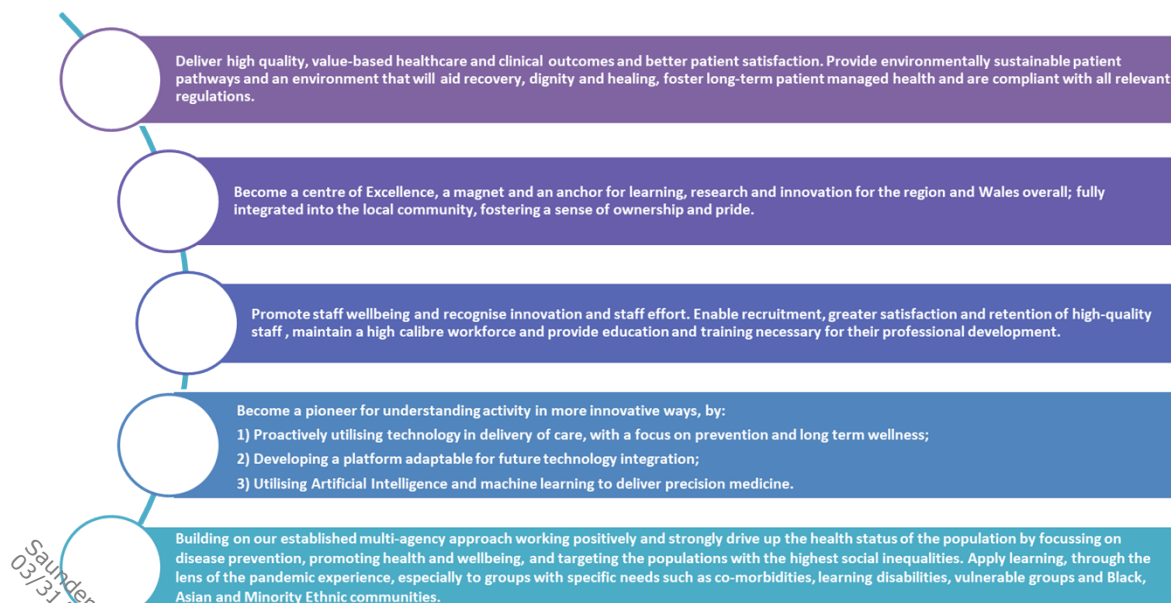 Deliver high quality, value-based healthcare and clinical outcomes and better patient satisfaction. Provide environmentally sustainable patient
pathways and an environment that will aid recovery, dignity and healing, foster long-term patient managed health and are compliant with all relevant
regulations.
Become a centre of Excellence, a magnet and an anchor for learning, research and innovation for the region and Wales overall; fully
integrated into the local community, fostering a sense of ownership and pride.
Promote staff wellbeing and recognise innovation and staff effort. Enable recruitment, greater satisfaction and retention of high-quality
staff , maintain a high calibre workforce and provide education and training necessary for their professional development.
Become a pioneer for understanding activity in more innovative ways, by:
1) Proactively utilising technology in delivery of care, with a focus on prevention and long term wellness;
2) Developing a platform adaptable for future technology integration;
3) Utilising Artificial Intelligence and machine learning to deliver precision medicine.
Building on our established multi-agency approach working positively and strongly drive up the health status of the population by focussing on
disease prevention, promoting health and wellbeing, and targeting the populations with the highest social inequalities. Apply learning, through the
lens of the pandemic experience, especially to groups with specific needs such as co-morbidities, learning disabilities, vulnerable groups and Black,
Asian and Minority Ethnic communities.
Saunder
03/31